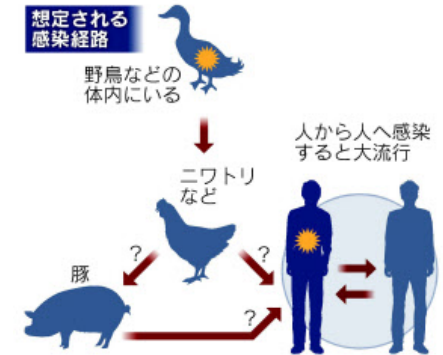 想定される
感染経路
野鳥などの
体内にいる
人から人へ感染
すると大流行
ニワトリ
など
?
?
豚
?